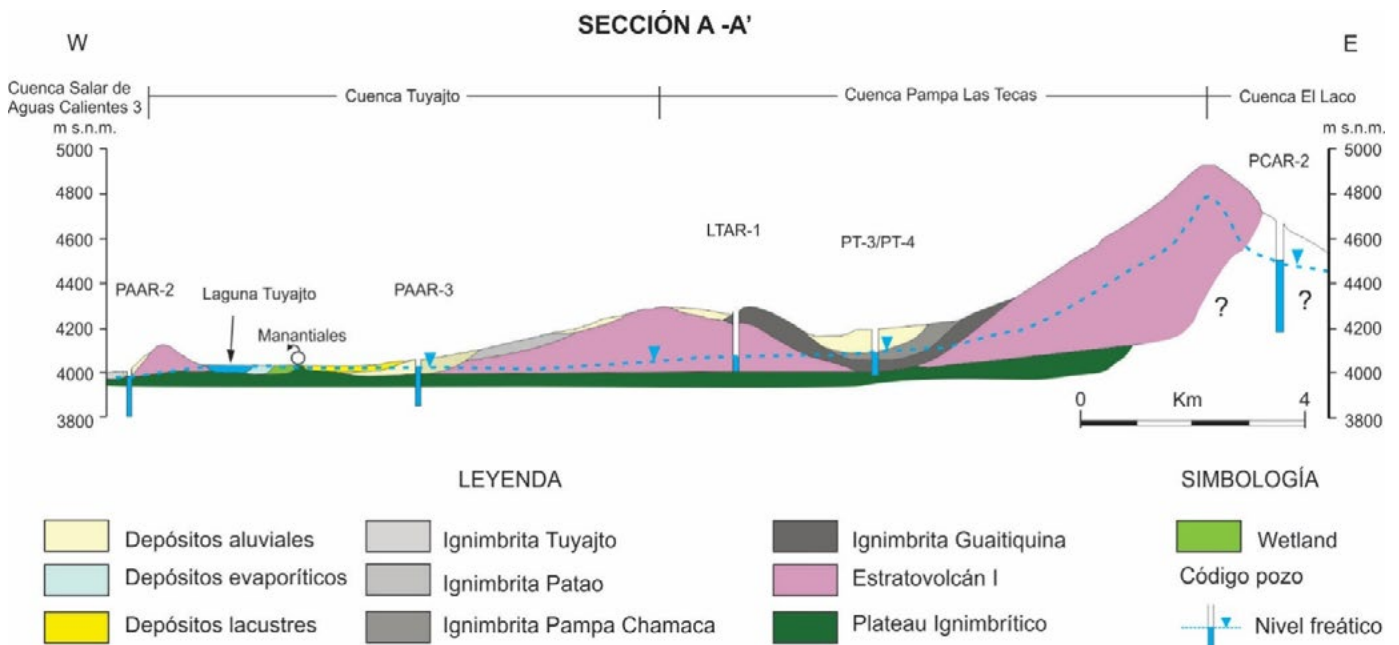 SECCIÓN A -A'
W
E
Cuenca Salar de
Aguas Calientes 3
Cuenca Tuyajto
Cuenca Pampa Las Tecas
Cuenca El Laco
m s.n.m.
m s.n.m.
5000
4800
4600
4400
4200
4000
3800
5000
4800
4600
4400
4200
4000
3800
PCAR-2
LTAR-1
PT-3/PT-4
PAAR-2
Laguna Tuyajto
PAAR-3
Manantiales
?
?
0
Km
4
LEYENDA
SIMBOLOGÍA
Depósitos aluviales
Ignimbrita Tuyajto
Ignimbrita Guaitiquina
Wetland
Depósitos evaporíticos
Ignimbrita Patao
Estratovolcán I
Código pozo
Depósitos lacustres
Ignimbrita Pampa Chamaca
Plateau Ignimbrítico
Nivel freático